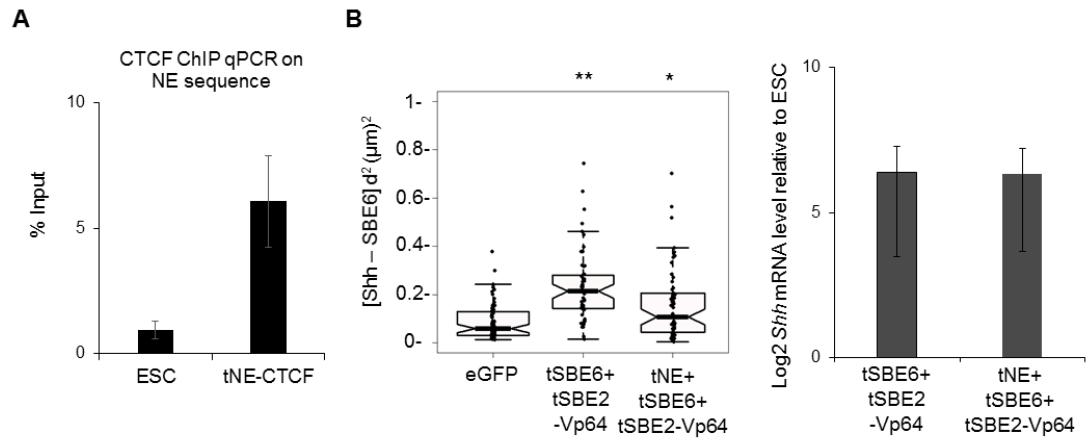 A
CTCF ChIP qPCR on
NE sequence
10
5
0
% Input
ESC
tNE-CTCF
B
** *
[Shh – SBE6] d² (µm)²
1-
0.8-
0.6-
0.4-
0.2-
0-
eGFP
tSBE6+
tSBE2
-Vp64
tNE+
tSBE6+
tSBE2-Vp64
Log2 Shh mRNA level relative to ESC
10
5
0
tSBE6+
tSBE2
-Vp64
tNE+
tSBE6+
tSBE2-Vp64